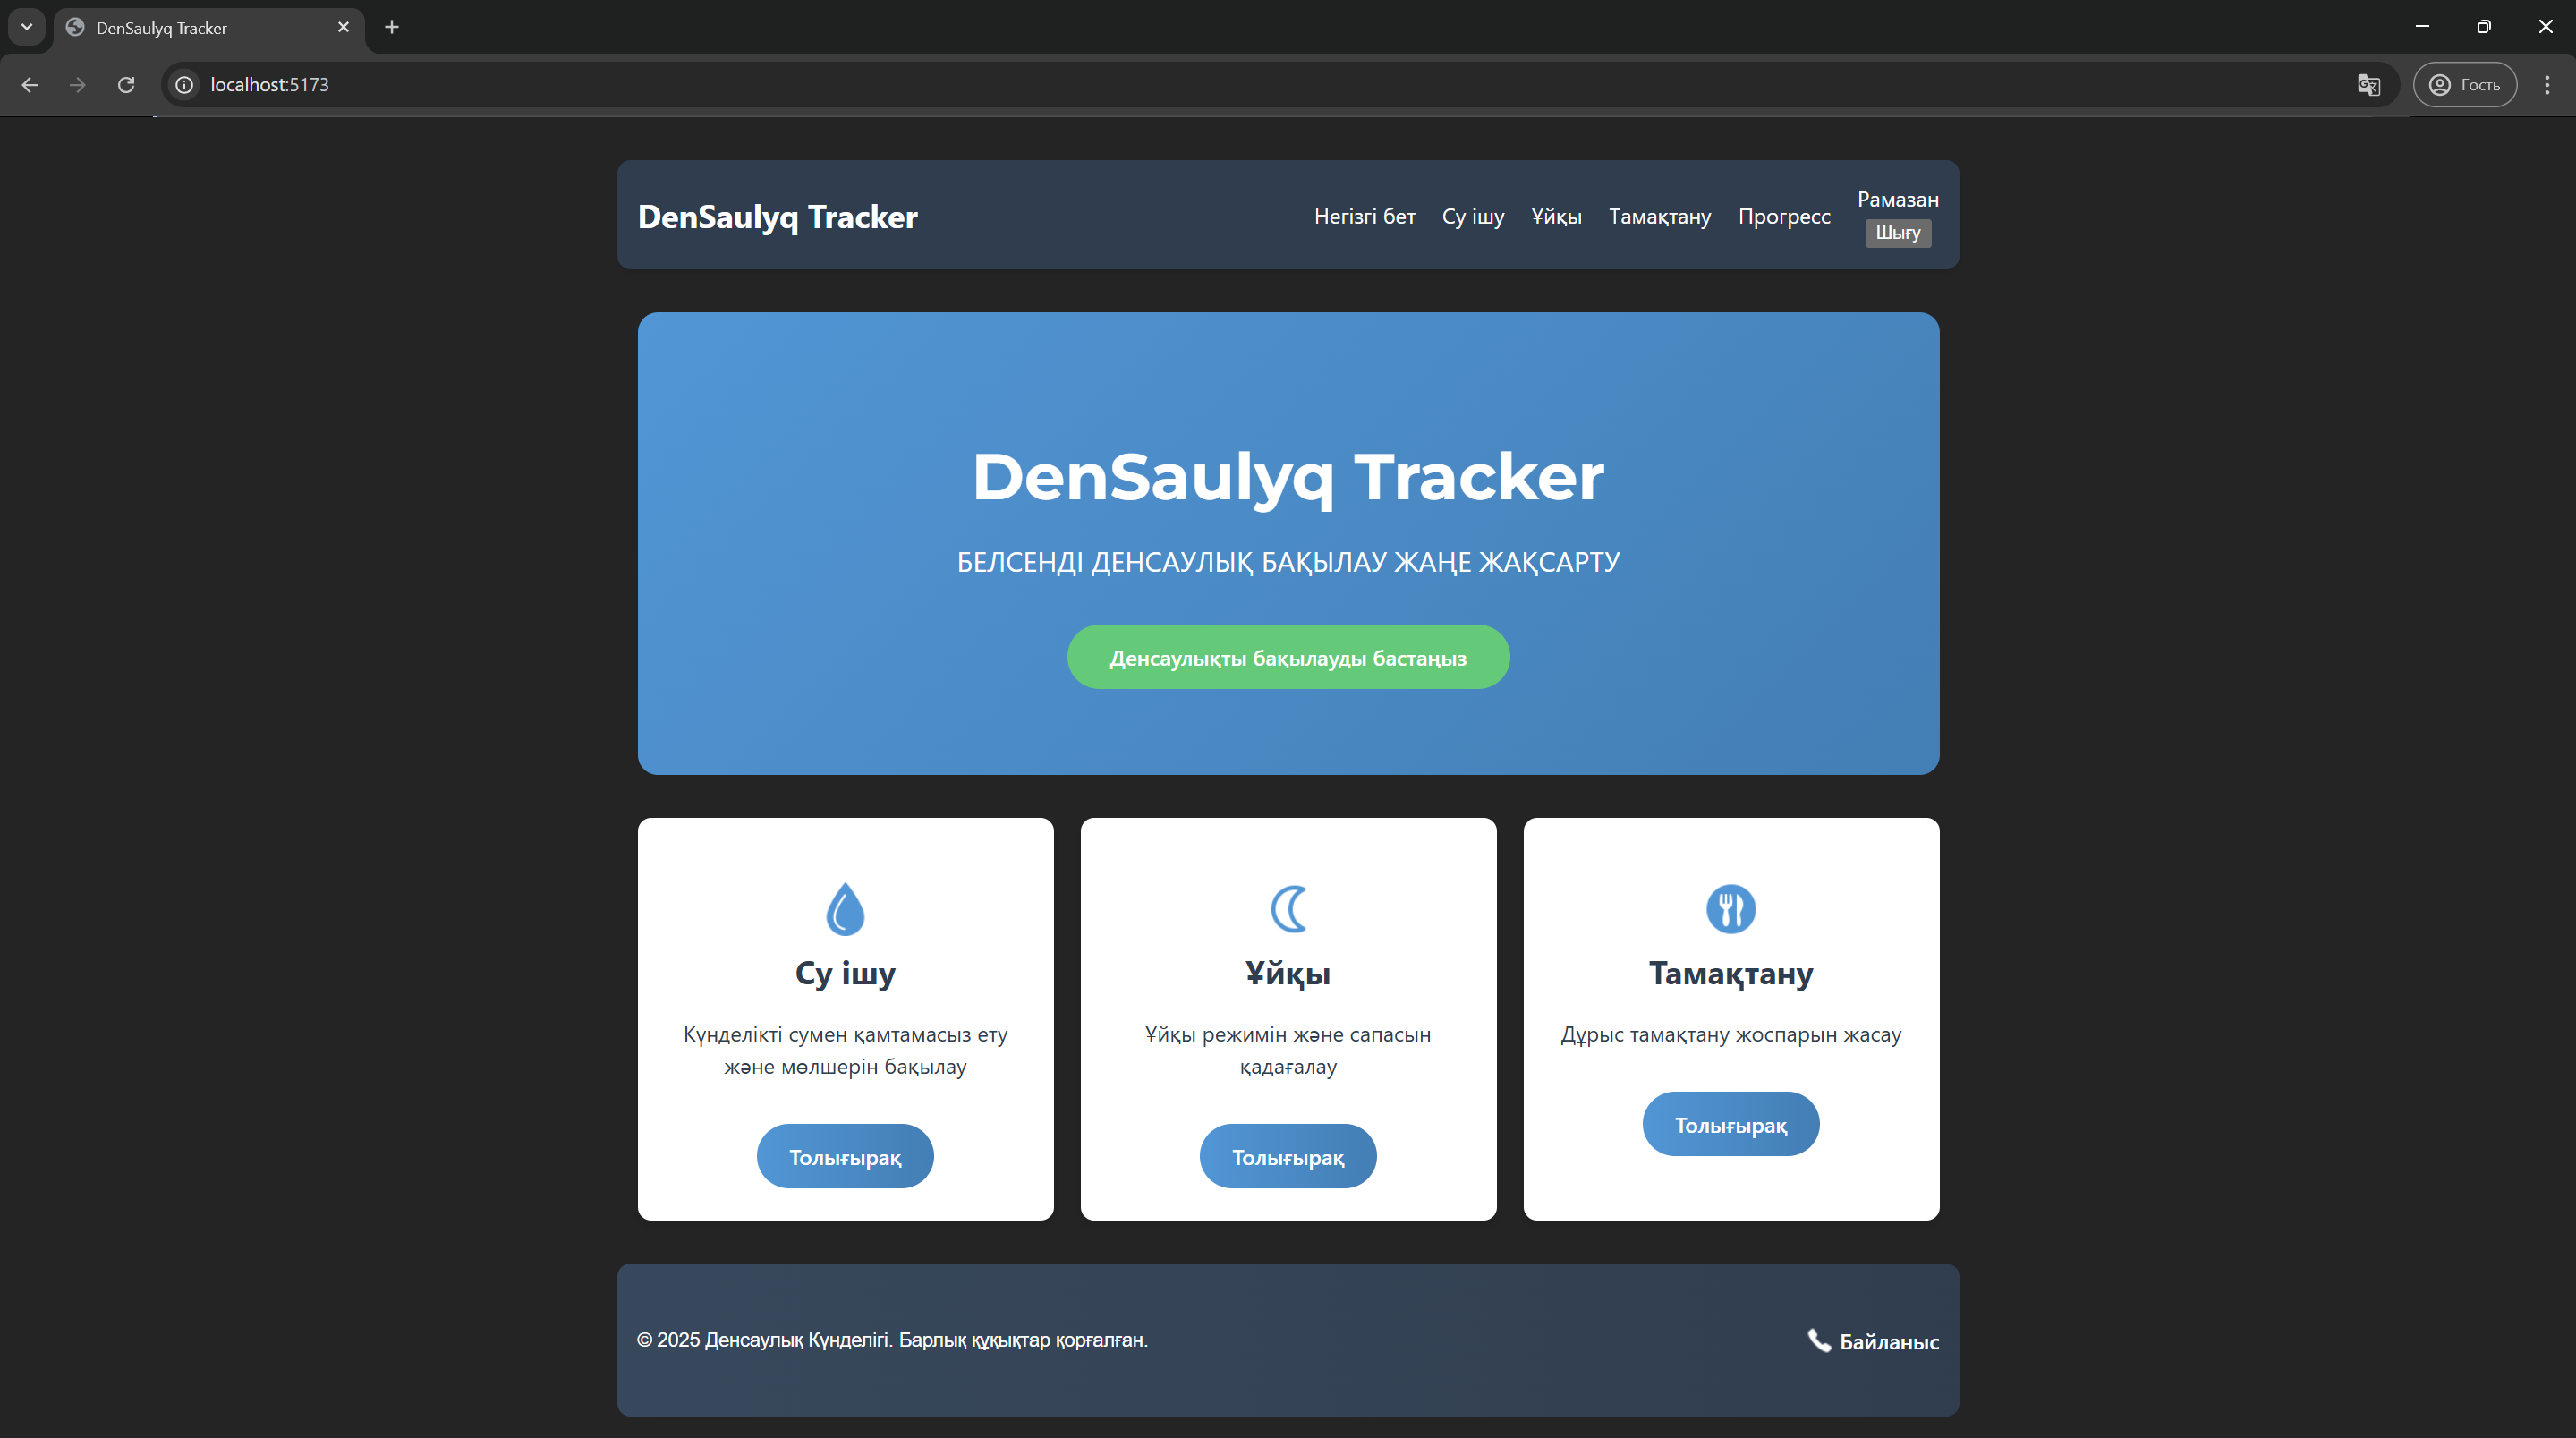 DenSaulyq Tracker
localhost:5173
Гость
DenSaulyq Tracker
Негізгі бет Су ішу Ұйқы Тамақтану Прогресс
Рамазан
Шығу
DenSaulyq Tracker
БЕЛСЕНДІ ДЕНСАУЛЫҚ БАҚЫЛАУ ЖАҢЕ ЖАҚСАРТУ
Денсаулықты бақылауды бастаңыз
Су ішу
Күнделікті сумен қамтамасыз ету
және мөлшерін бақылау
Толығырақ
Ұйқы
Ұйқы режимін және сапасын
қадағалау
Толығырақ
Тамақтану
Дұрыс тамақтану жоспарын жасау
Толығырақ
© 2025 Денсаулық Күнделігі. Барлық құқықтар қорғалған.
Байланыс